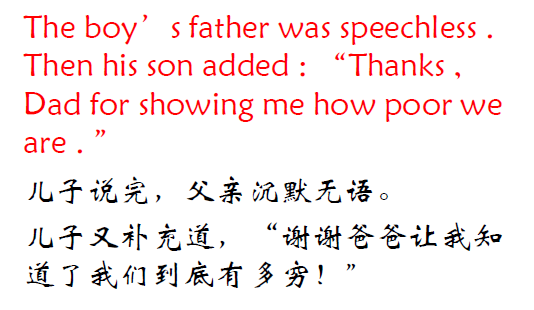 The boy’s father was speechless .
Then his son added : “Thanks ,
Dad for showing me how poor we
are . ”
儿子说完，父亲沉默无语。
儿子又补充道，“谢谢爸爸让我知
道了我们到底有多穷！”